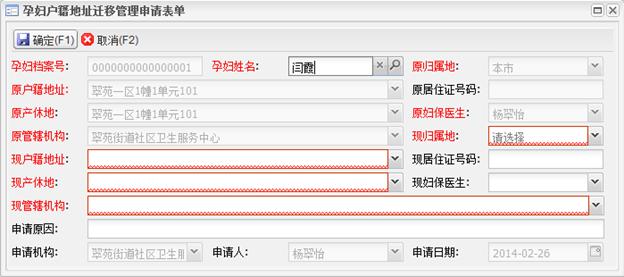 孕妇户籍地址迁移管理申请表单
确定(F1) 取消(F2)
孕妇档案号: 0000000000000001 孕妇姓名: 闫霞 原归属地: 本市
原户籍地址: 翠苑一区1幢1单元101 原居住证号码:
原产休地: 翠苑一区1幢1单元101 原妇保医生: 杨翠怡
原管辖机构: 翠苑街道社区卫生服务中心 现归属地: 请选择
现户籍地址: 现居住证号码:
现产休地: 现妇保医生:
现管辖机构:
申请原因:
申请机构: 翠苑街道社区卫生服 申请人: 杨翠怡 申请日期: 2014-02-26